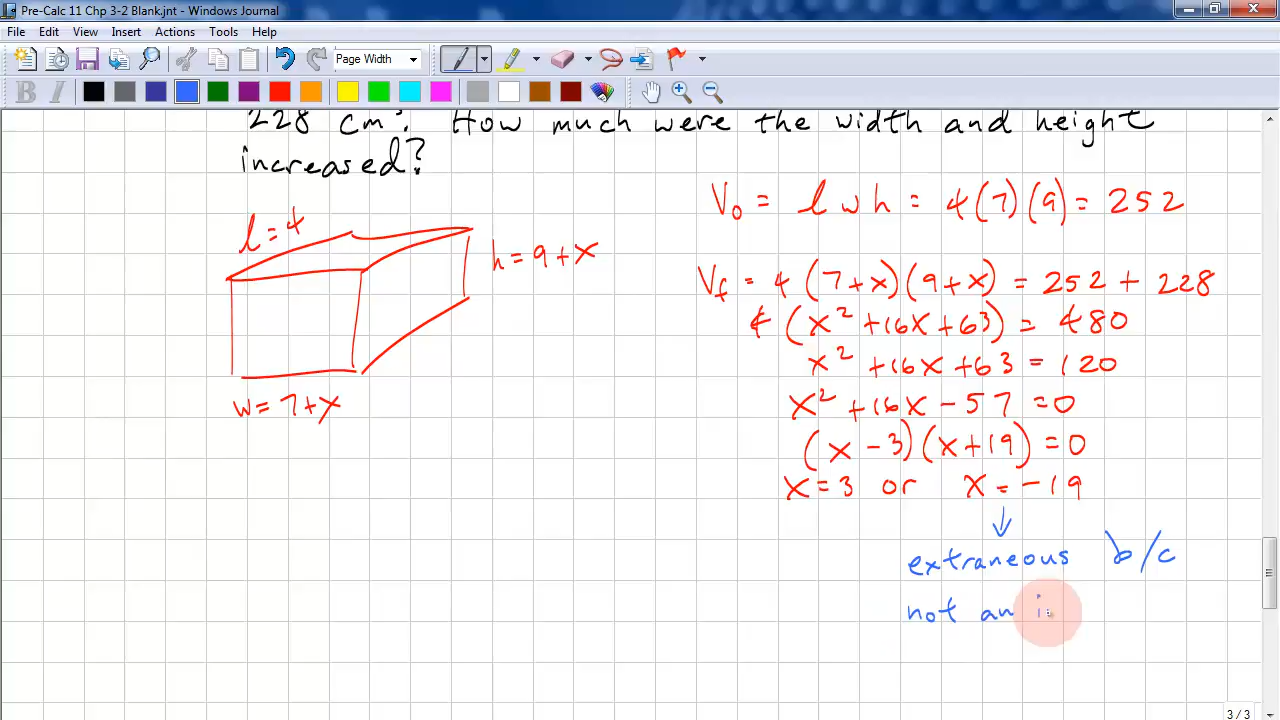 Pre-Calc 11 Chp 3-2 Blank.jnt - Windows Journal
File Edit View Insert Actions Tools Help
Page Width
B I
228 cm³. How much were the width and height
increased?
l = 4
h = 9 + x
w = 7 + x
V₀ = l w h = 4(7)(9) = 252
V_f = 4(7+x)(9+x) = 252 + 228
4(x² + 16x + 63) = 480
x² + 16x + 63 = 120
x² + 16x - 57 = 0
(x - 3)(x + 19) = 0
x = 3 or x = -19
↓
extraneous b/c
not an i
3/3